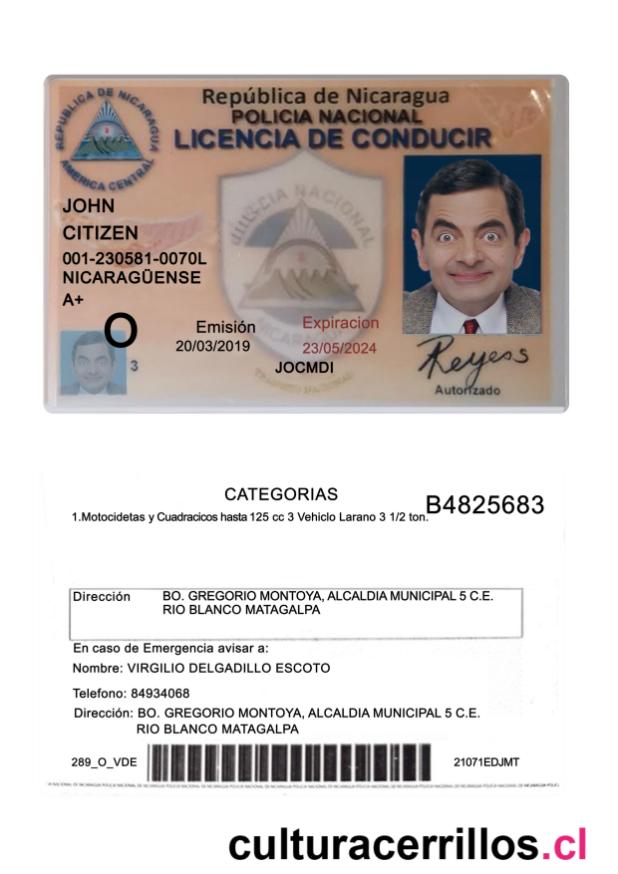 REPUBLICA DE NICARAGUA
AMERICA CENTRAL
República de Nicaragua
POLICIA NACIONAL
LICENCIA DE CONDUCIR
JOHN
CITIZEN
001-230581-0070L
NICARAGÜENSE
A+
O
3
Emisión
20/03/2019
Expiracion
23/05/2024
JOCMDI
Reyess
Autorizado
CATEGORIAS
B4825683
1.Motocidetas y Cuadracicos hasta 125 cc 3 Vehiclo Larano 3 1/2 ton.
Dirección BO. GREGORIO MONTOYA, ALCALDIA MUNICIPAL 5 C.E.
RIO BLANCO MATAGALPA
En caso de Emergencia avisar a:
Nombre: VIRGILIO DELGADILLO ESCOTO
Telefono: 84934068
Dirección: BO. GREGORIO MONTOYA, ALCALDIA MUNICIPAL 5 C.E.
RIO BLANCO MATAGALPA
289_O_VDE
21071EDJMT
culturacerrillos.cl